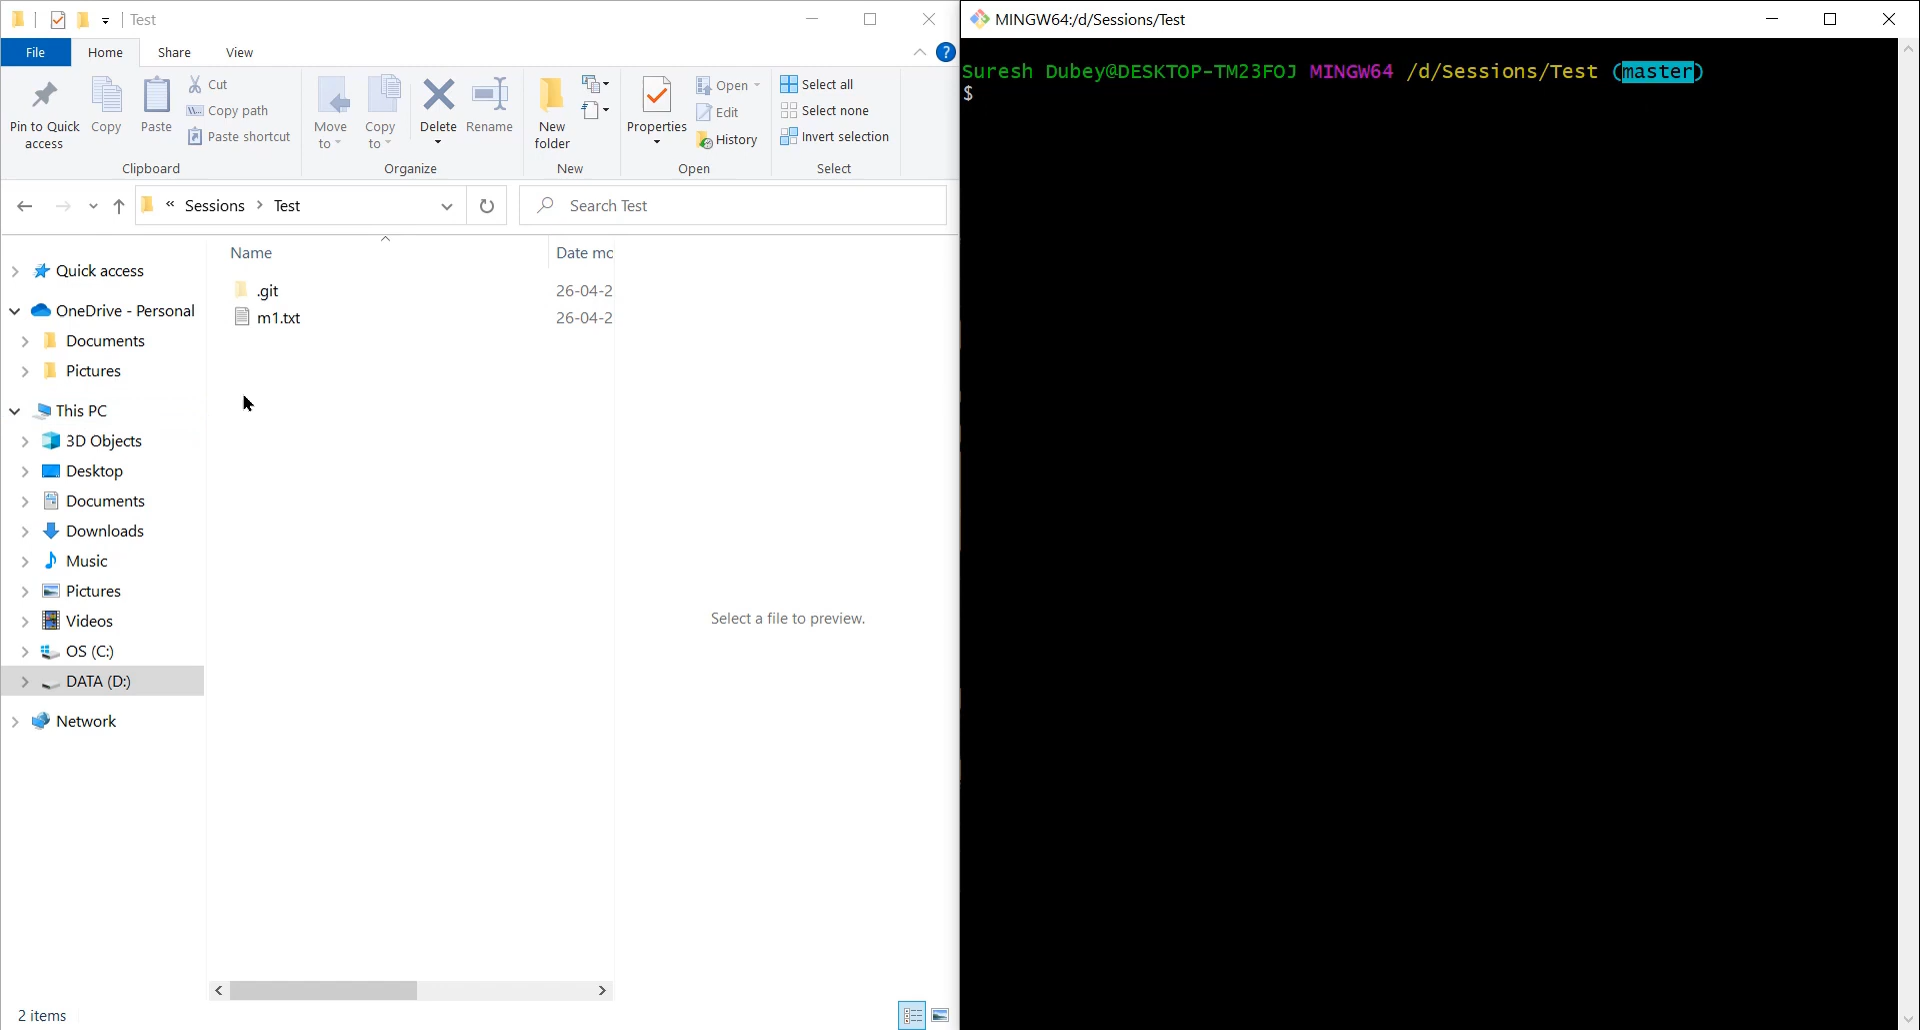 Test
File Home Share View
Pin to Quick access
Copy
Paste
Cut
Copy path
Paste shortcut
Clipboard
Move to
Copy to
Delete
Rename
Organize
New folder
New
Properties
Open
Edit
History
Open
Select all
Select none
Invert selection
Select
« Sessions > Test
Search Test
Name Date mo
.git 26-04-2
m1.txt 26-04-2
Quick access
OneDrive - Personal
Documents
Pictures
This PC
3D Objects
Desktop
Documents
Downloads
Music
Pictures
Videos
OS (C:)
DATA (D:)
Network
Select a file to preview.
2 items
MINGW64:/d/Sessions/Test
Suresh Dubey@DESKTOP-TM23FOJ MINGW64 /d/Sessions/Test (master)
$